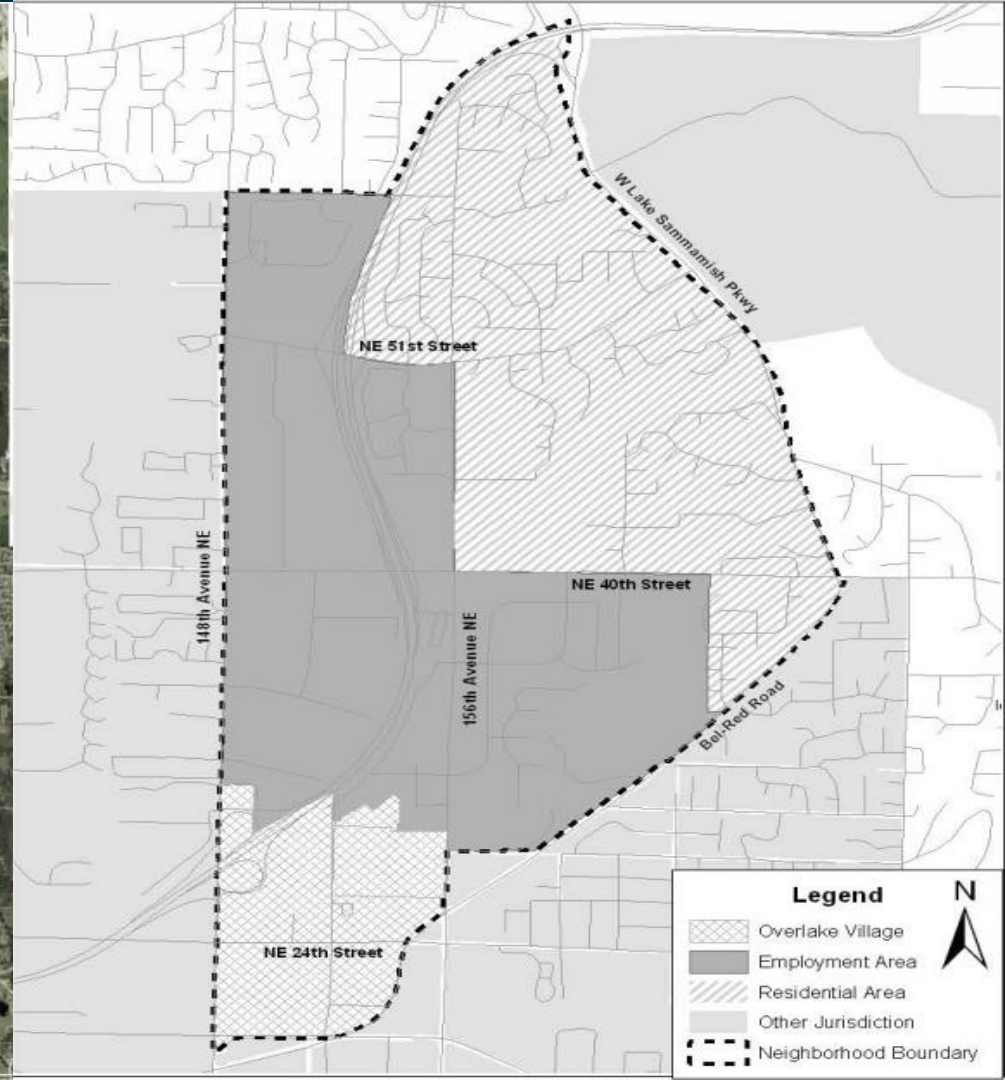 W Lake Sammamish Pkwy
NE 51st Street
148th Avenue NE
NE 40th Street
156th Avenue NE
Bel-Red Road
NE 24th Street
Legend
N
Overlake Village
Employment Area
Residential Area
Other Jurisdiction
Neighborhood Boundary